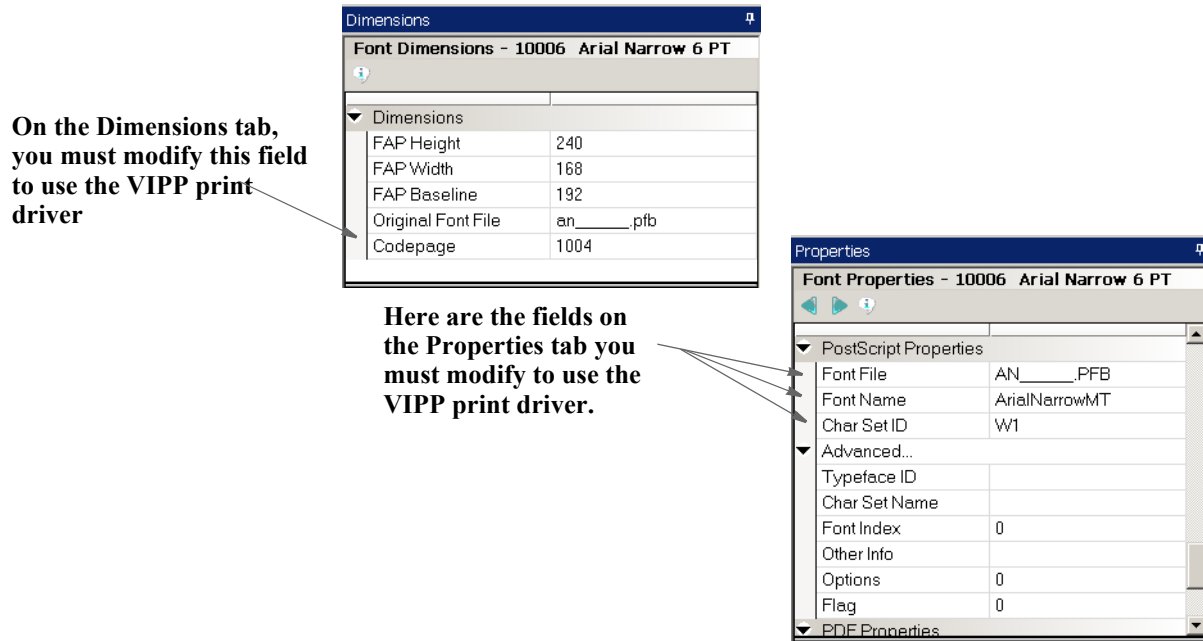 Dimensions
Font Dimensions - 10006 Arial Narrow 6 PT
Dimensions
FAP Height 240
FAP Width 168
FAP Baseline 192
Original Font File an______.pfb
Codepage 1004
On the Dimensions tab,
you must modify this field
to use the VIPP print
driver
Here are the fields on
the Properties tab you
must modify to use the
VIPP print driver.
Properties
Font Properties - 10006 Arial Narrow 6 PT
PostScript Properties
Font File AN______.PFB
Font Name ArialNarrowMT
Char Set ID W1
Advanced...
Typeface ID
Char Set Name
Font Index 0
Other Info
Options 0
Flag 0
PDF Properties